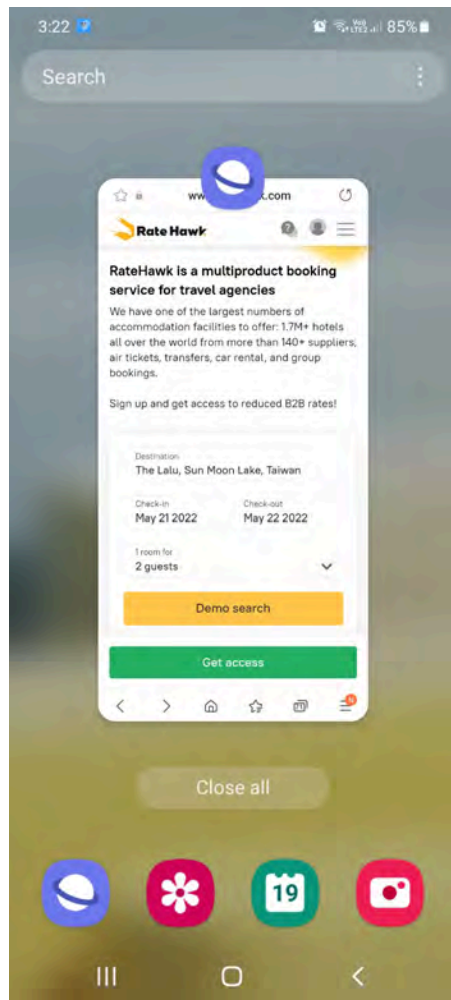 3:22
VoLTE2 85%
Search
.com
Rate Hawk
RateHawk is a multiproduct booking
service for travel agencies
We have one of the largest numbers of
accommodation facilities to offer: 1.7M+ hotels
all over the world from more than 140+ suppliers,
air tickets, transfers, car rental, and group
bookings.
Sign up and get access to reduced B2B rates!
Destination
The Lalu, Sun Moon Lake, Taiwan
Check-in Check-out
May 21 2022 May 22 2022
1 room for
2 guests
Demo search
Get access
N
Close all
19